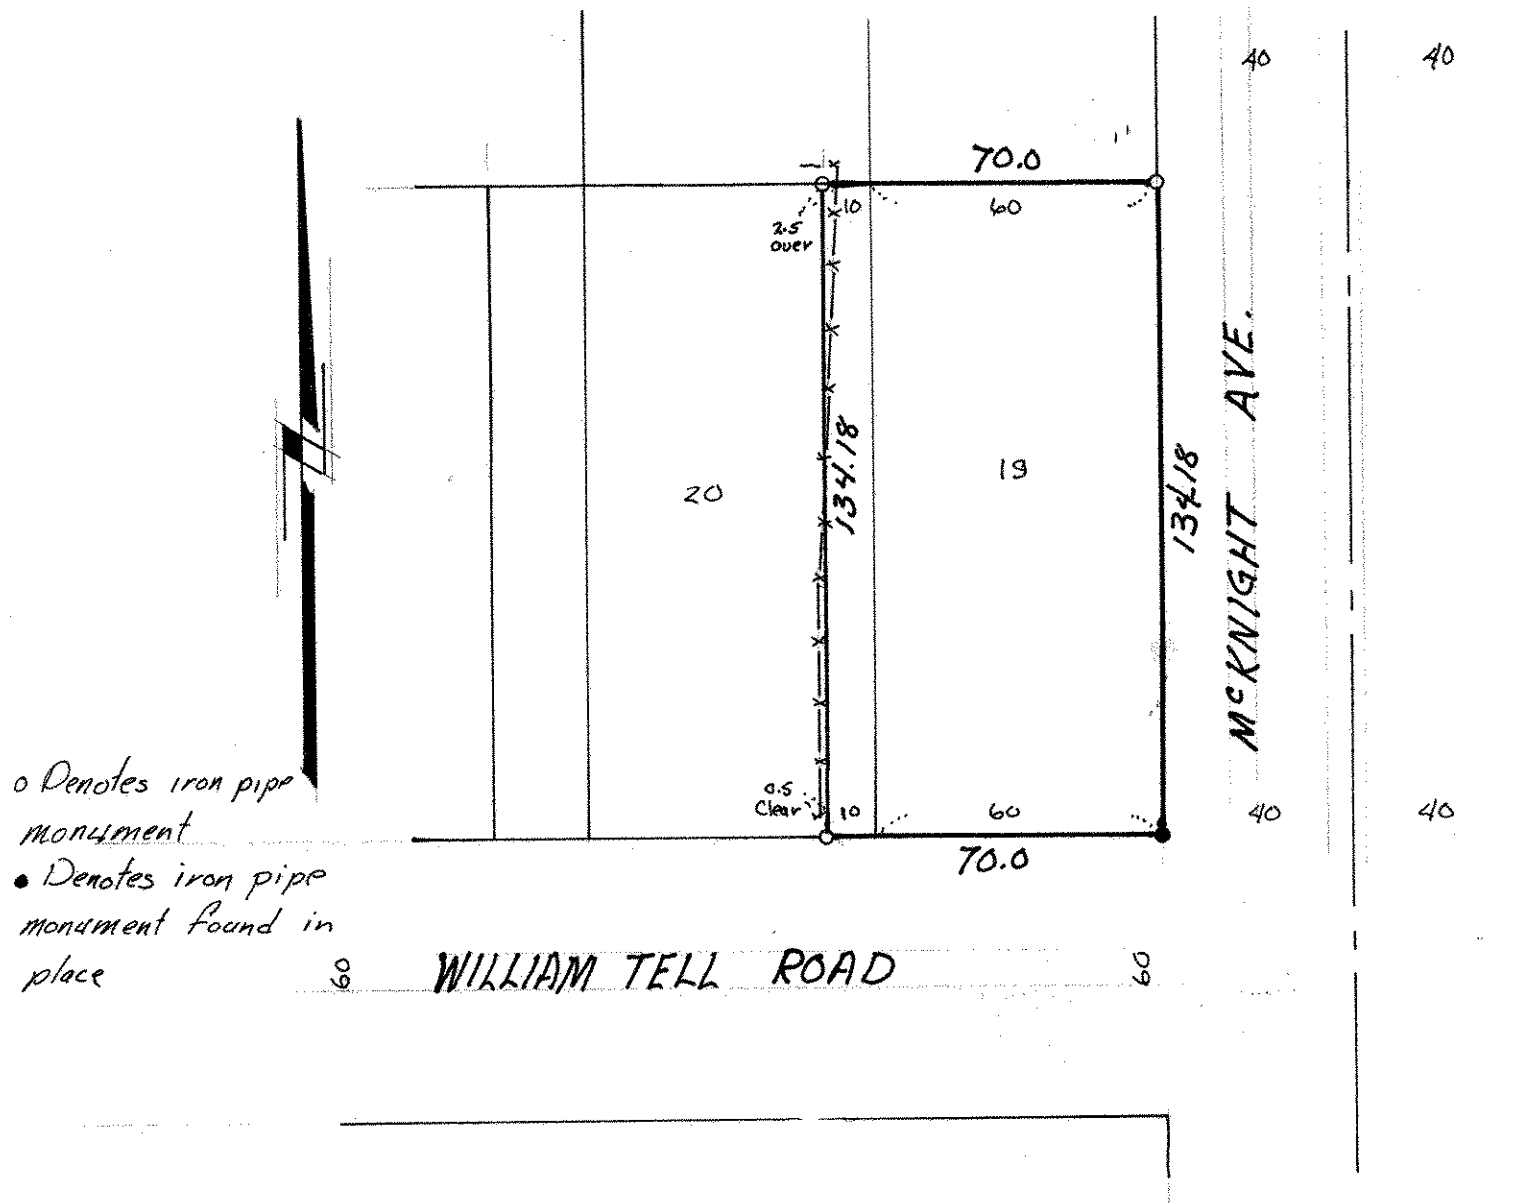 40
40
70.0
10
60
2.5
over
134.18
20
19
134.18
McKNIGHT AVE.
o Denotes iron pipe
monument
● Denotes iron pipe
monument found in
place
0.5
Clear
10
60
70.0
40
40
60
WILLIAM TELL ROAD
60